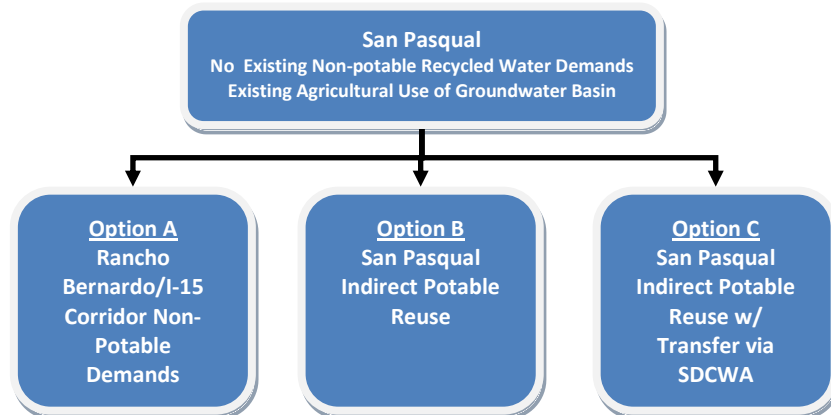 San Pasqual
No Existing Non-potable Recycled Water Demands
Existing Agricultural Use of Groundwater Basin
Option A
Rancho
Bernardo/I-15
Corridor Non-
Potable
Demands
Option B
San Pasqual
Indirect Potable
Reuse
Option C
San Pasqual
Indirect Potable
Reuse w/
Transfer via
SDCWA